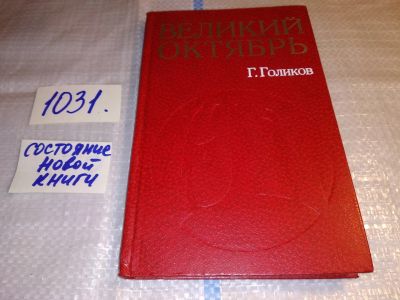 ВЕЛИКИЙ
ОКТЯБРЬ
Г. Голиков
1031.
состояние
новой
книги